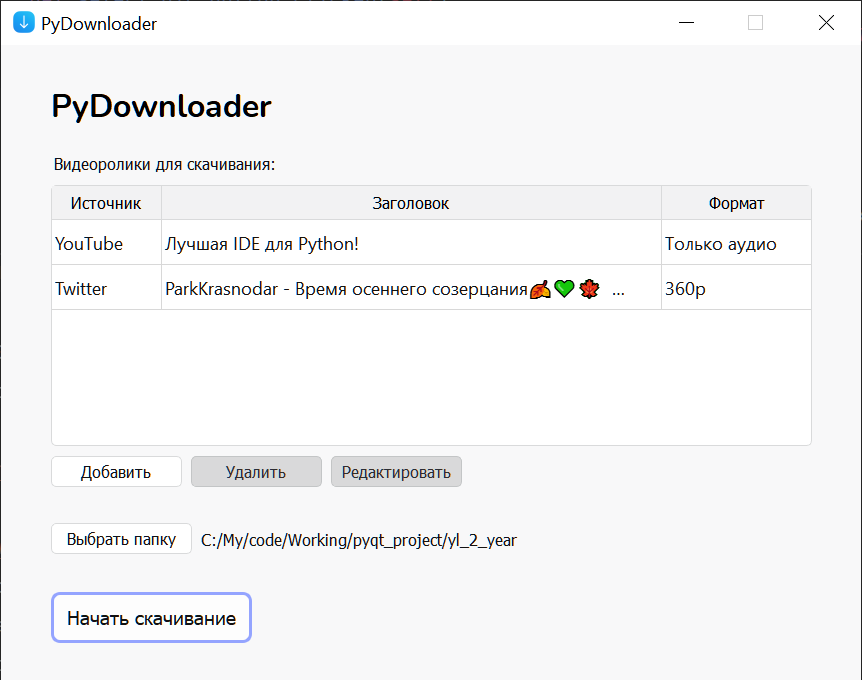 PyDownloader
PyDownloader
Видеоролики для скачивания:
Источник Заголовок Формат
YouTube Лучшая IDE для Python! Только аудио
Twitter ParkKrasnodar - Время осеннего созерцания🍂💚🍁 ... 360p
Добавить Удалить Редактировать
Выбрать папку C:/My/code/Working/pyqt_project/yl_2_year
Начать скачивание